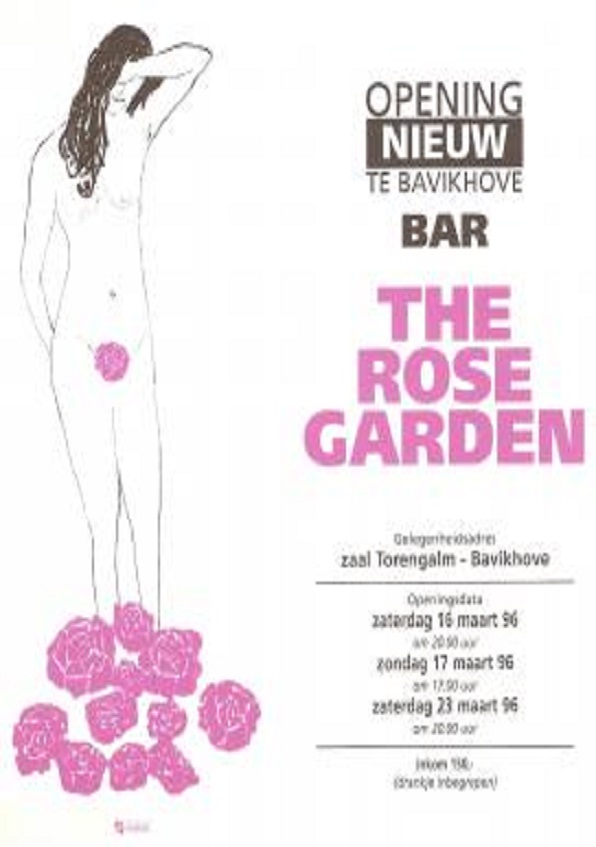 OPENING
NIEUW
TE BAVIKHOVE
BAR
THE
ROSE
GARDEN
Gelegenheidsadres
zaal Torengalm - Bavikhove
Openingsdata
zaterdag 16 maart 96
om 20.00 uur
zondag 17 maart 96
om 17.00 uur
zaterdag 23 maart 96
om 20.00 uur
Inkom 150,-
(drankje inbegrepen)